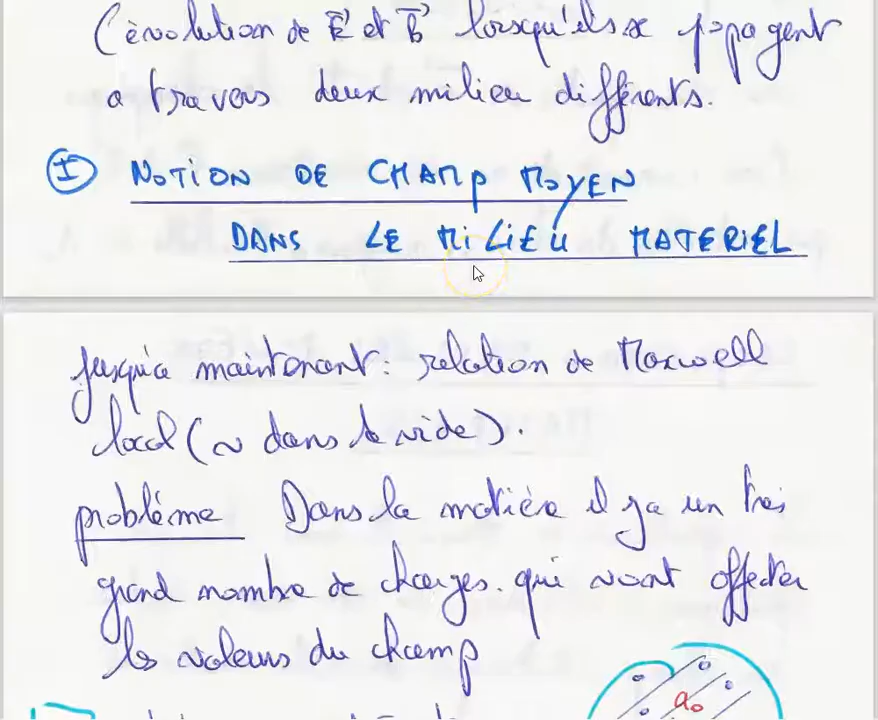 (évolution de E et B lorsqu'ils se propagent
a travers deux milieu différents.
I NOTION DE CHAMP MOYEN
DANS LE MILIEU MATERIEL
Jusqu'à maintenant: relation de Maxwell
local (~ dans le vide).
problème Dans la matière il y a un très
grand nombre de charges. qui vont affecter
les valeurs du champ
a₀